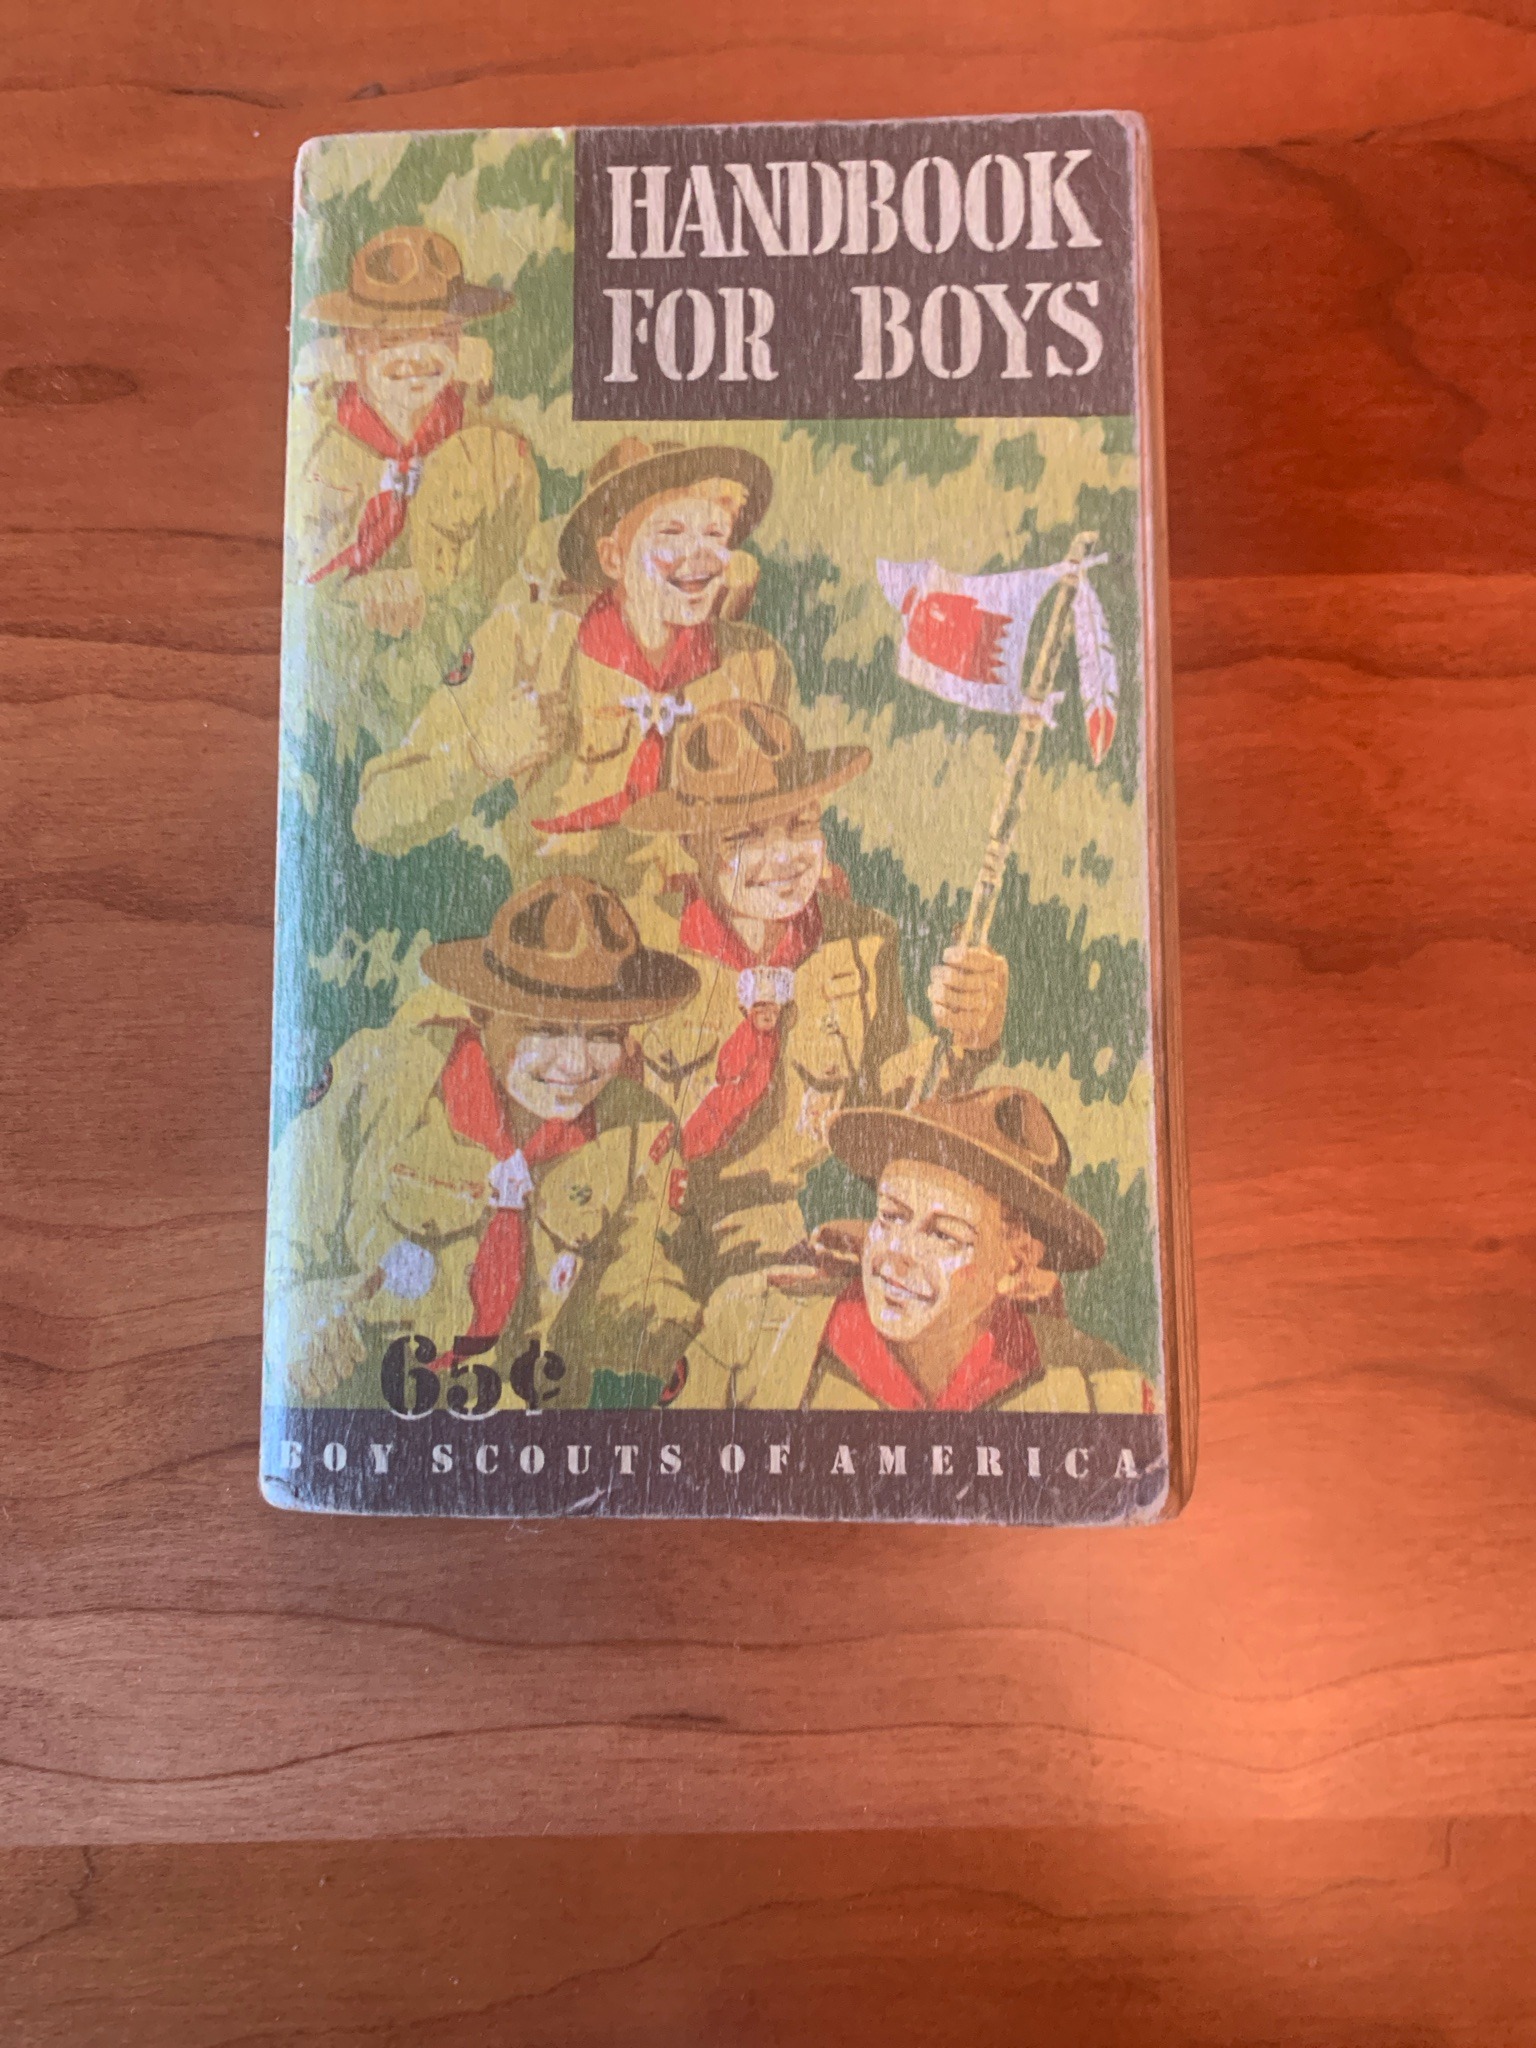 HANDBOOK
FOR BOYS
65¢
BOY SCOUTS OF AMERICA